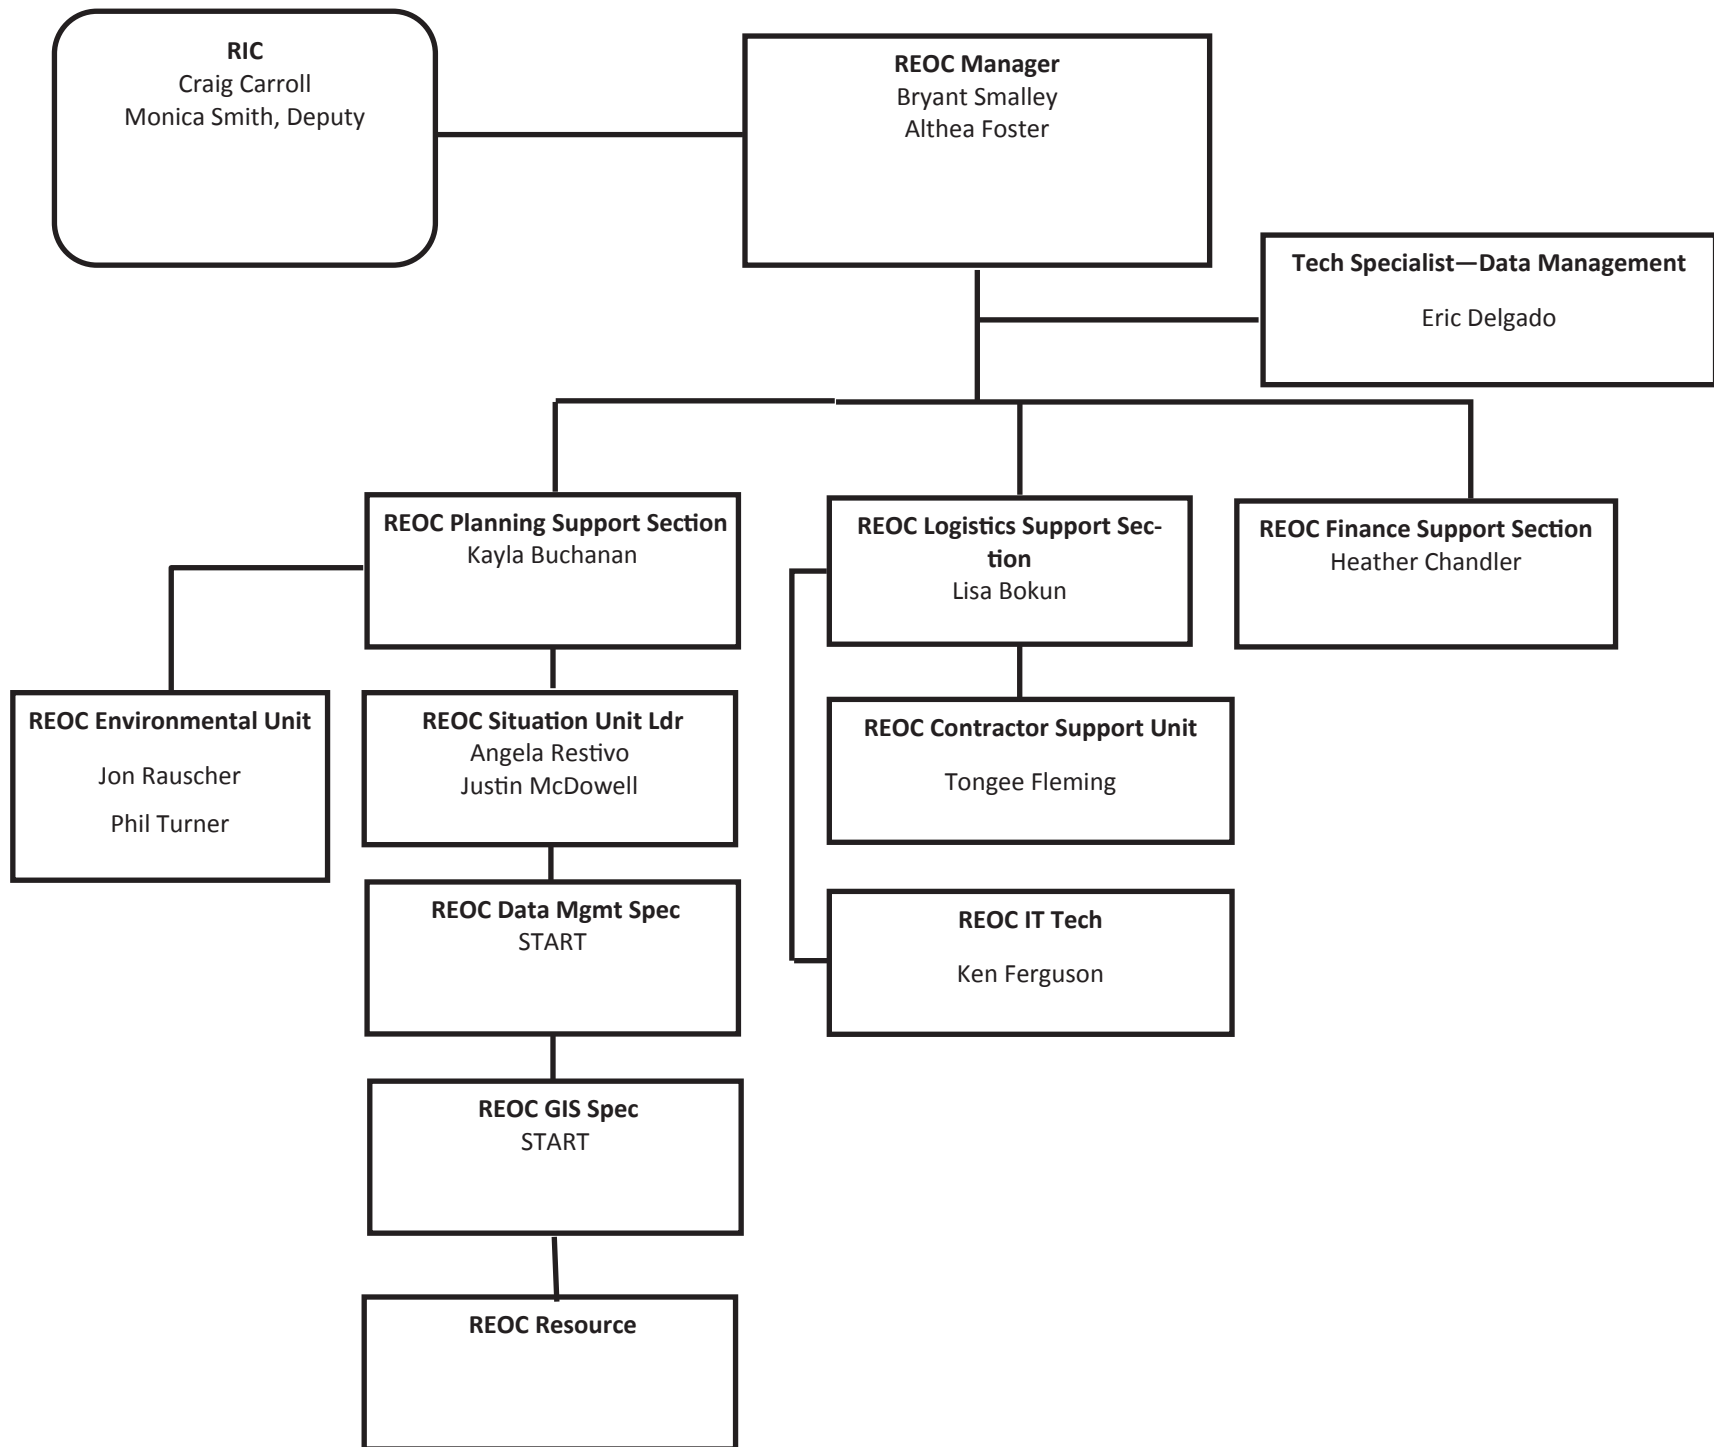 RIC
Craig Carroll
Monica Smith, Deputy
REOC Manager
Bryant Smalley
Althea Foster
Tech Specialist—Data Management
Eric Delgado
REOC Planning Support Section
Kayla Buchanan
REOC Logistics Support Sec-
tion
Lisa Bokun
REOC Finance Support Section
Heather Chandler
REOC Environmental Unit
Jon Rauscher
Phil Turner
REOC Situation Unit Ldr
Angela Restivo
Justin McDowell
REOC Contractor Support Unit
Tongee Fleming
REOC Data Mgmt Spec
START
REOC IT Tech
Ken Ferguson
REOC GIS Spec
START
REOC Resource